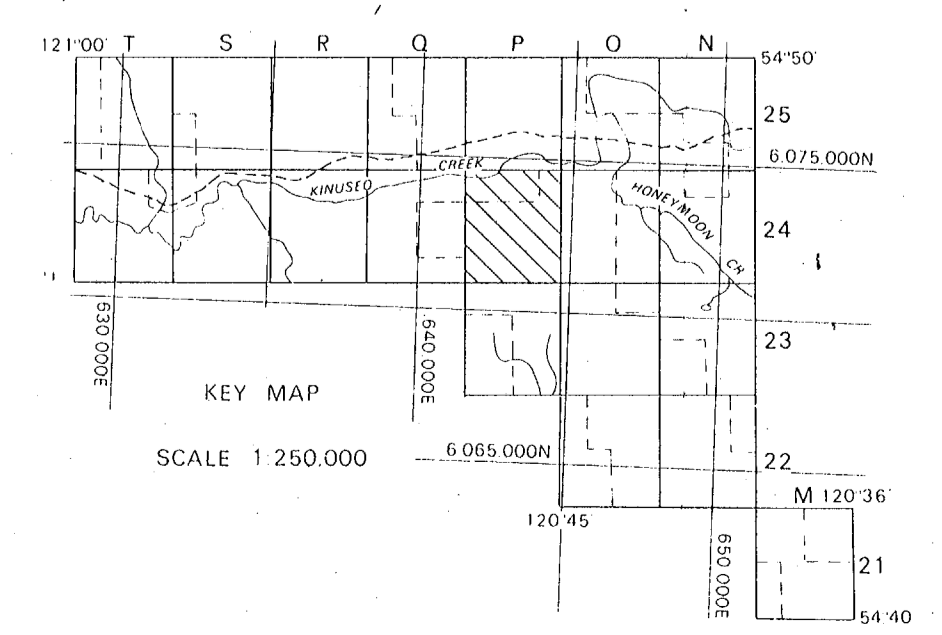 121°00' T S R Q P O N
54°50'
25
6.075.000N
CREEK
KINUSEO
HONEYMOON
CR
24
23
630.000E
640.000E
KEY MAP
SCALE 1:250.000
6.065.000N
22
M 120°36'
120°45'
650.000E
21
54°40